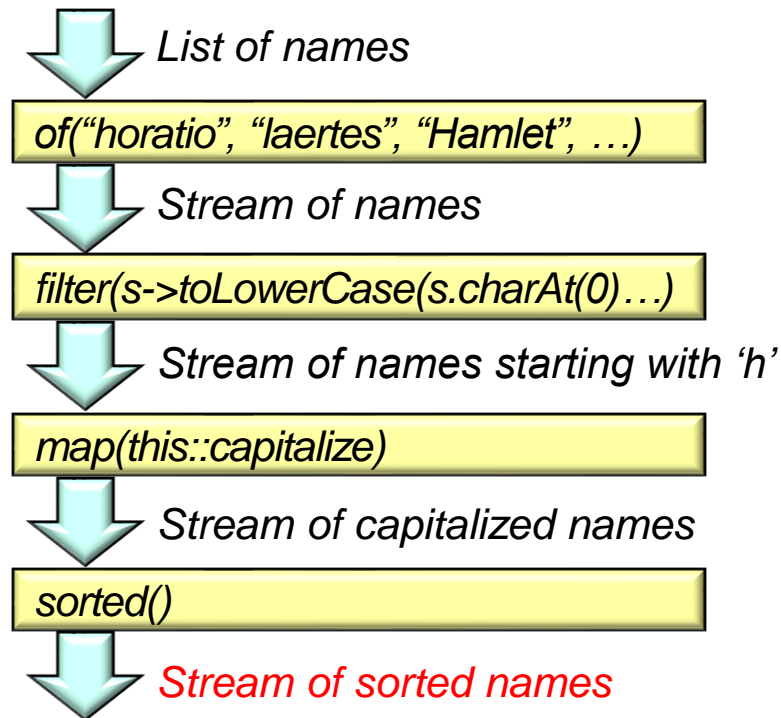 List of names
of(“horatio”, “laertes”, “Hamlet”, …)
Stream of names
filter(s->toLowerCase(s.charAt(0)…)
Stream of names starting with ‘h’
map(this::capitalize)
Stream of capitalized names
sorted()
Stream of sorted names